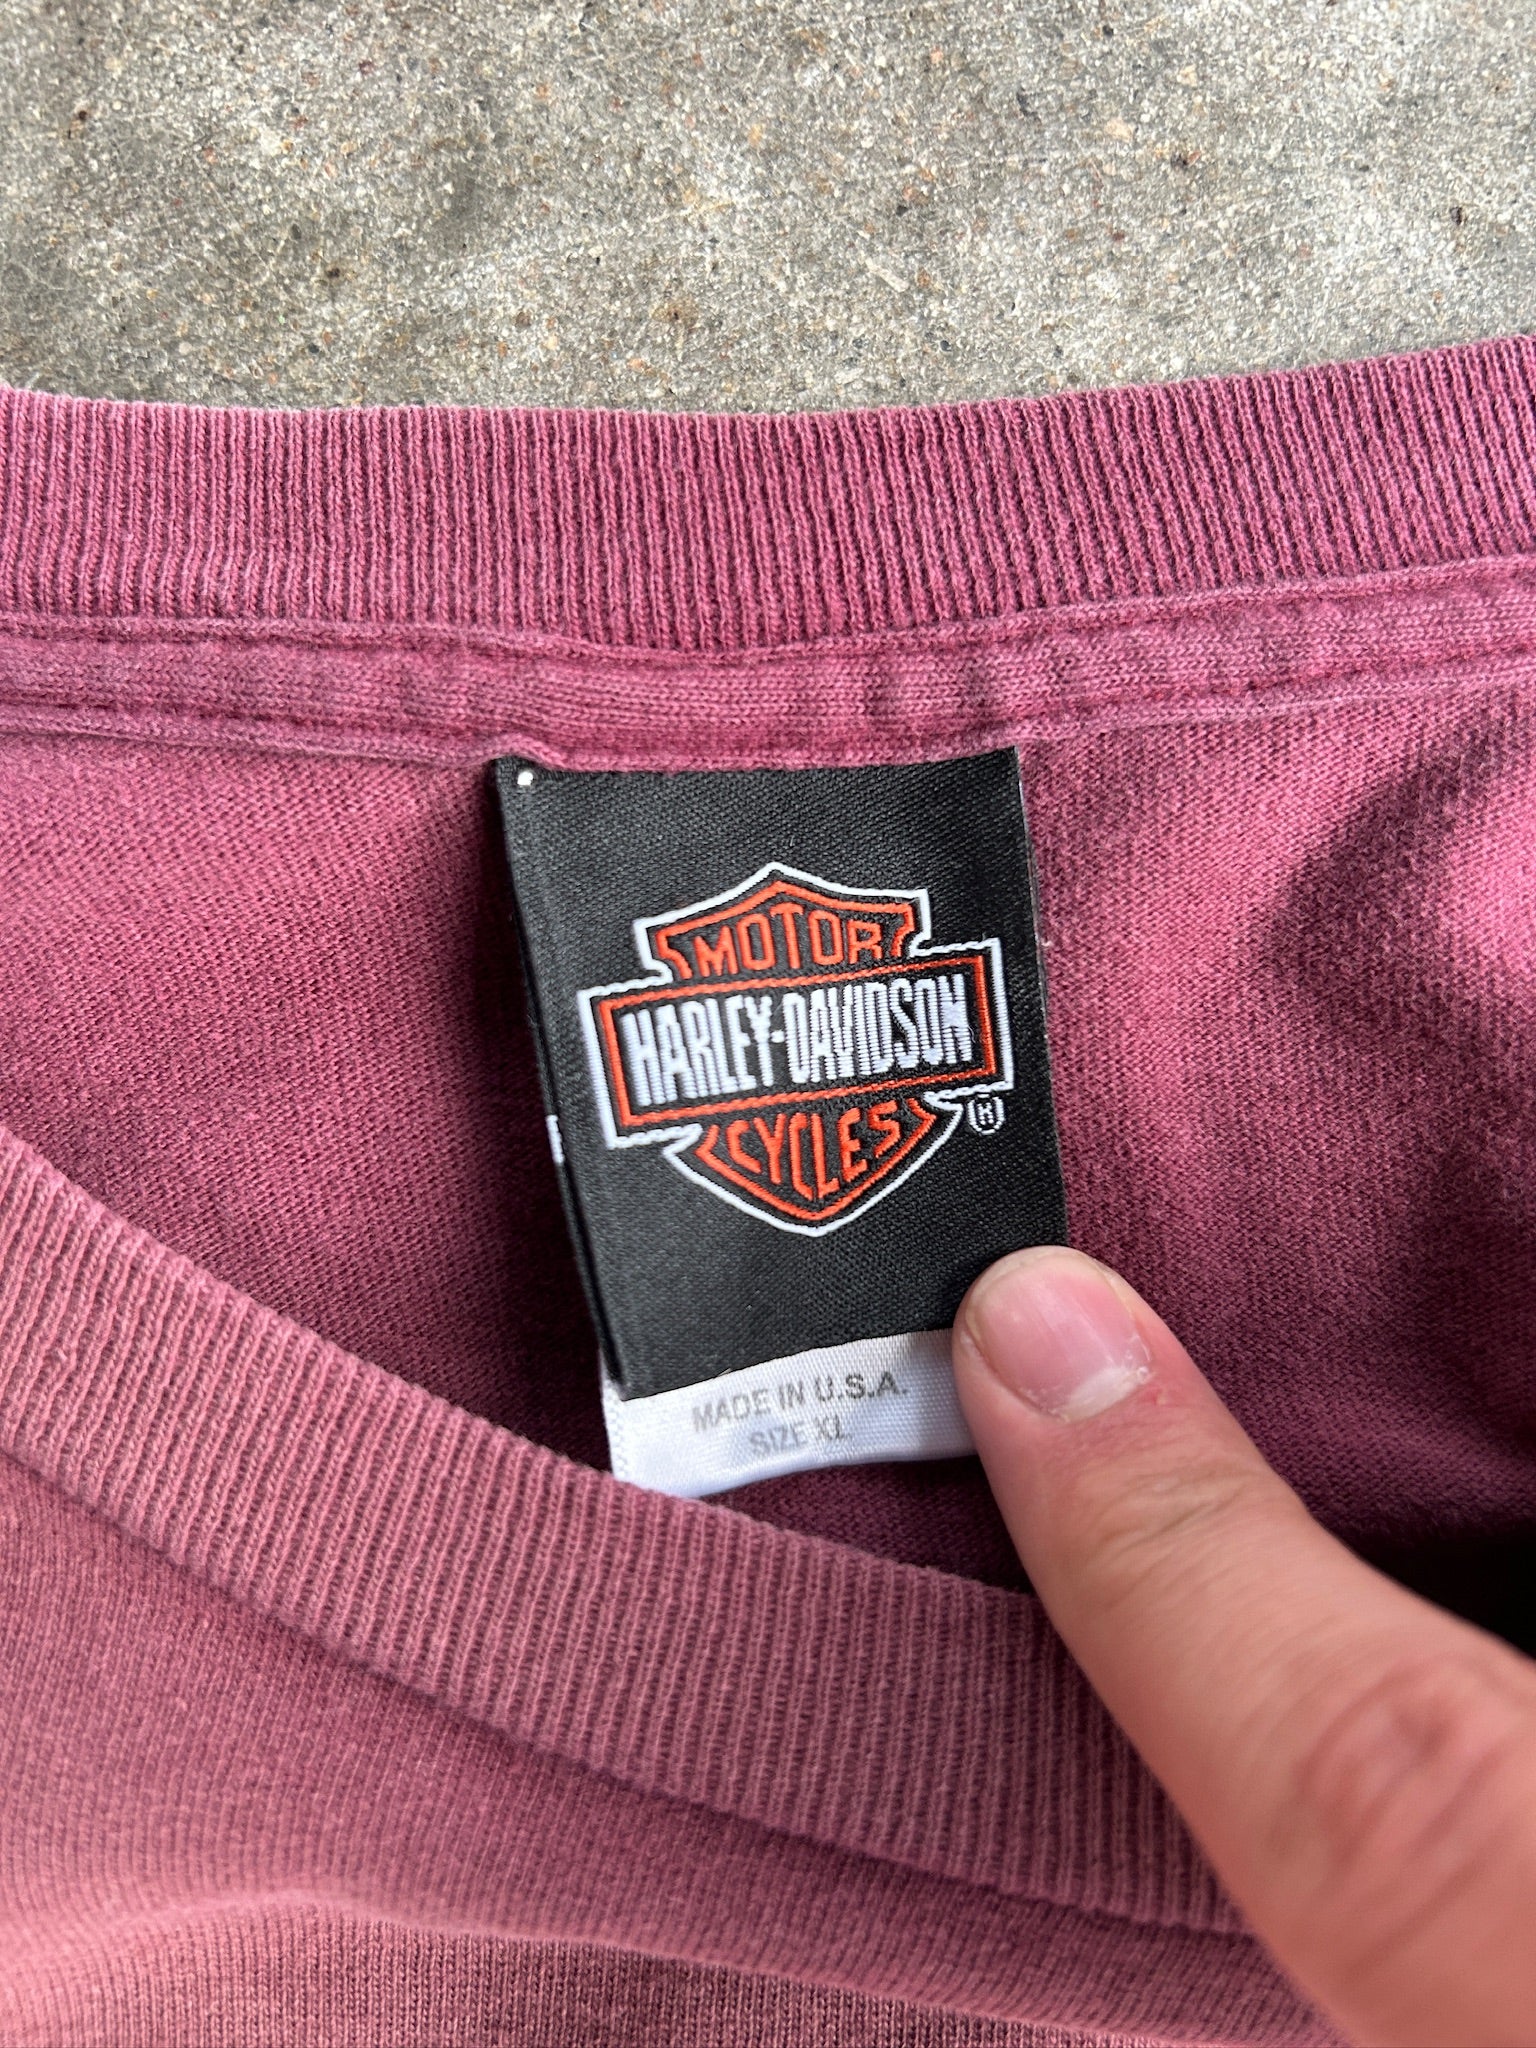 MOTOR
HARLEY-DAVIDSON
CYCLES
®
MADE IN U.S.A.
SIZE XL